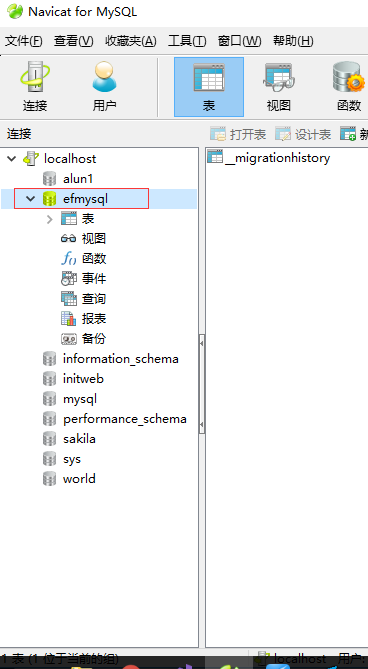 Navicat for MySQL
文件(F) 查看(V) 收藏夹(A) 工具(T) 窗口(W) 帮助(H)
连接 用户 表 视图 函数
连接 打开表 设计表
localhost
__migrationhistory
alun1
efmysql
表
视图
函数
事件
查询
报表
备份
information_schema
initweb
mysql
performance_schema
sakila
sys
world
1 表 (1 位于当前的组) localhost 用户: